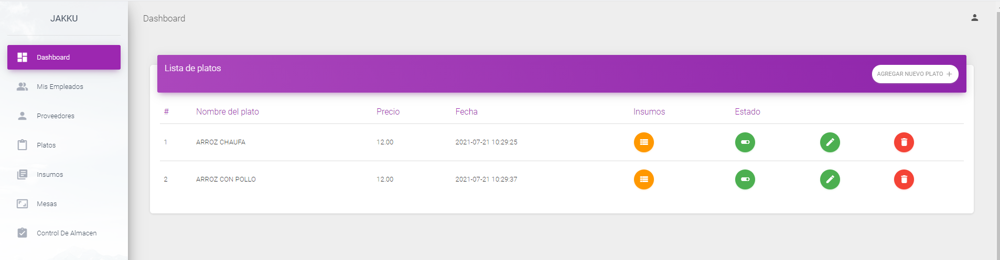 JAKKU
Dashboard
Mis Empleados
Proveedores
Platos
Insumos
Mesas
Control De Almacen
Dashboard
Lista de platos
AGREGAR NUEVO PLATO +
# Nombre del plato Precio Fecha Insumos Estado
1 ARROZ CHAUFA 12.00 2021-07-21 10:29:25
2 ARROZ CON POLLO 12.00 2021-07-21 10:29:37